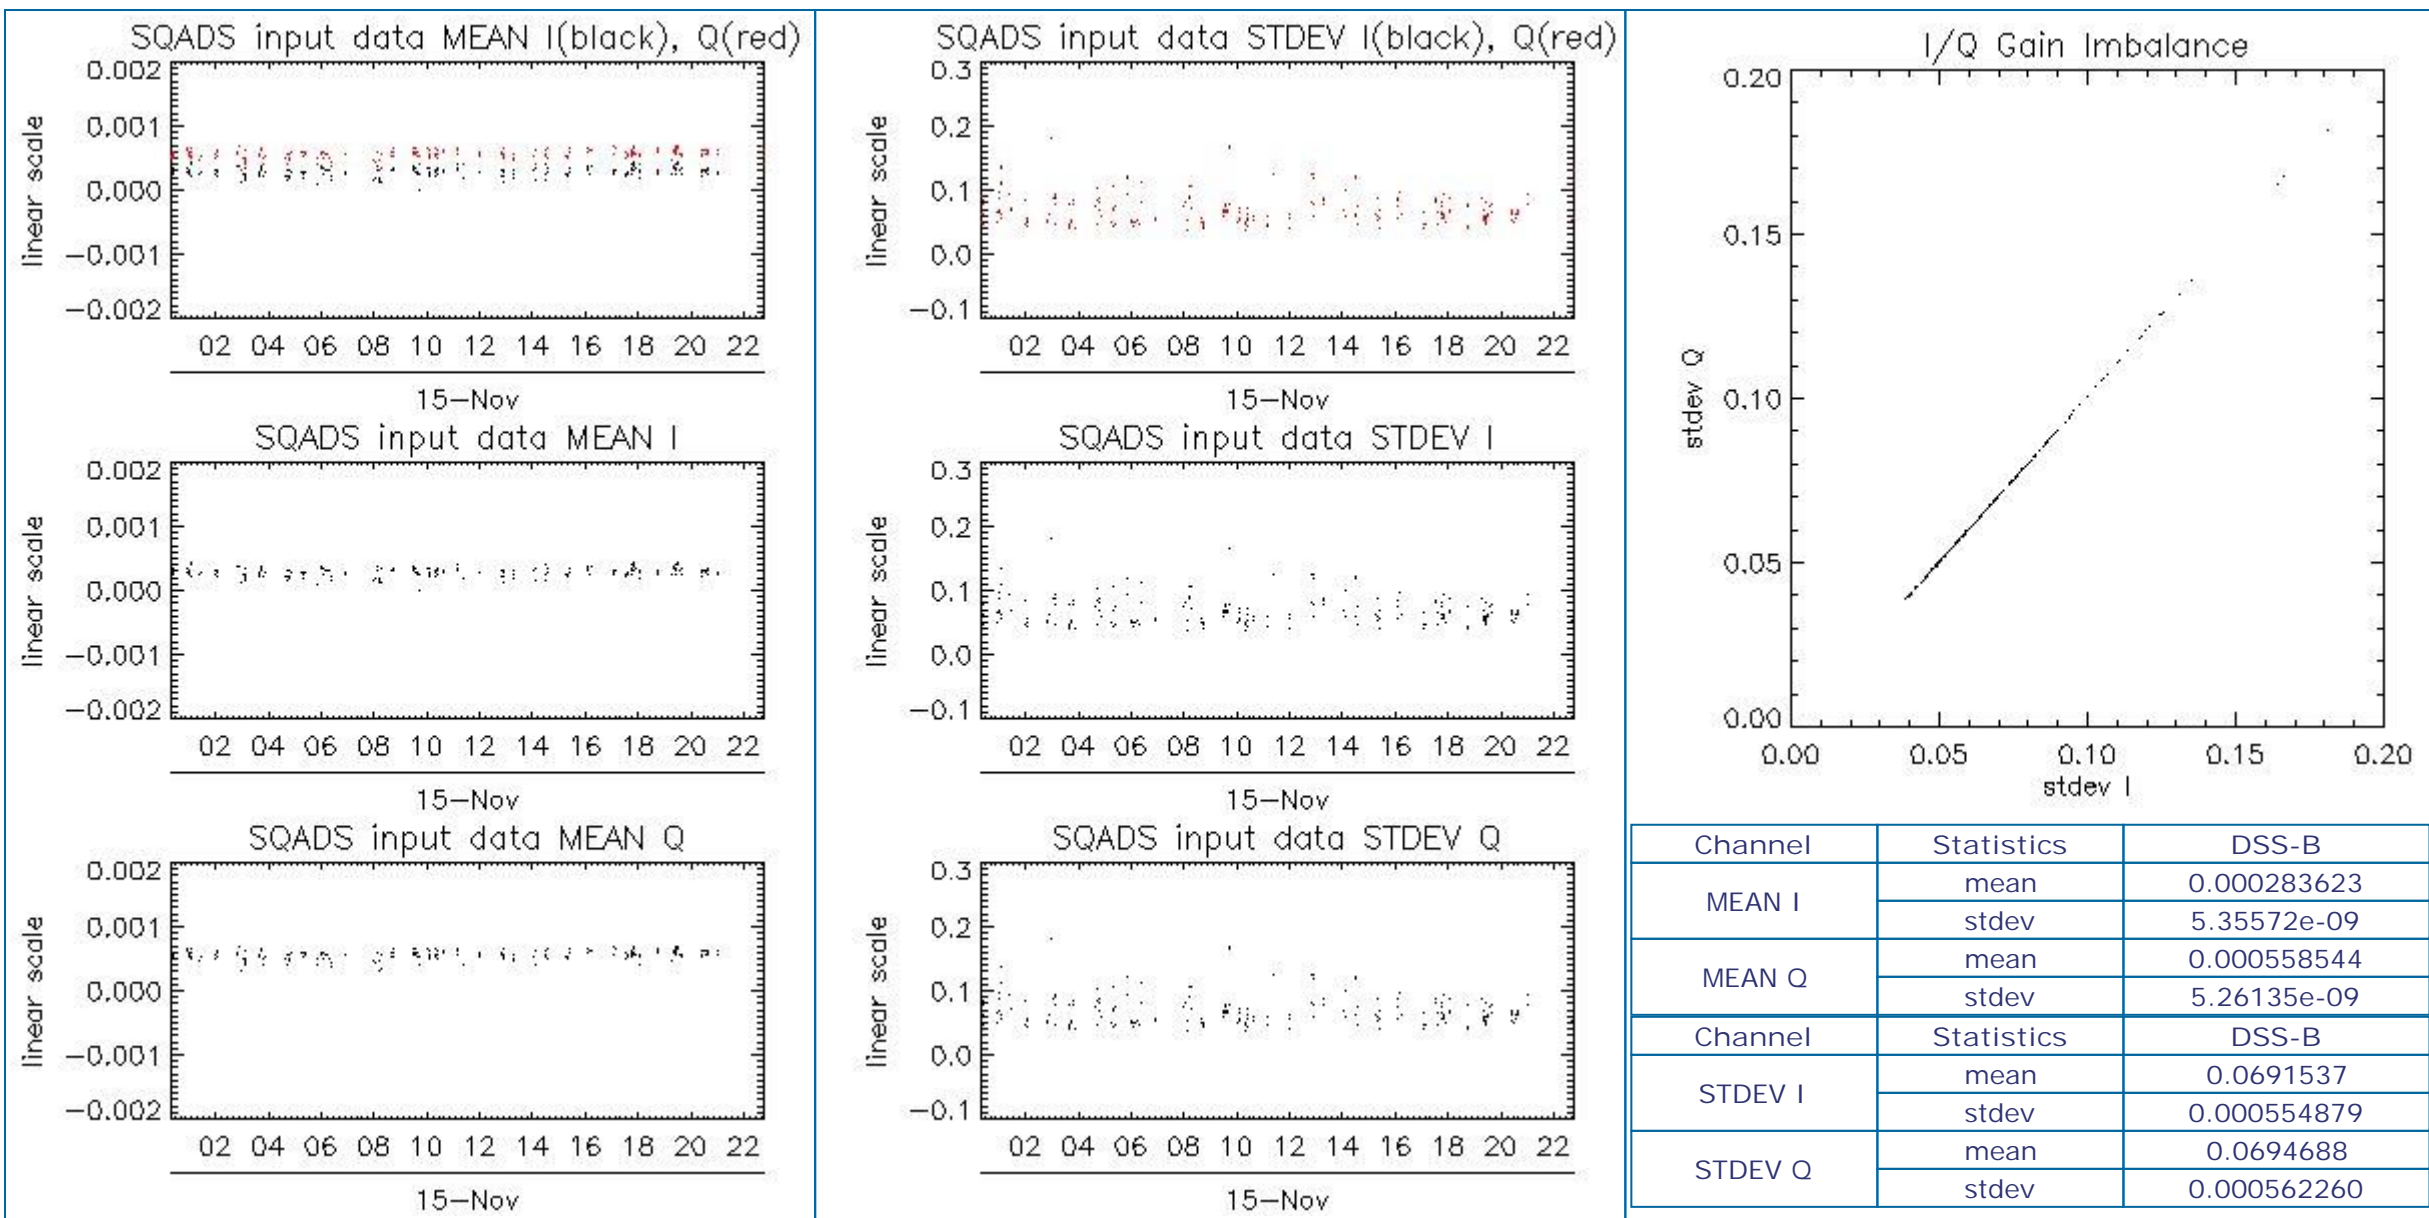 SQADS input data MEAN I(black), Q(red)
0.002
0.001
0.000
−0.001
−0.002
linear scale
02 04 06 08 10 12 14 16 18 20 22
15−Nov
SQADS input data MEAN I
0.002
0.001
0.000
−0.001
−0.002
linear scale
02 04 06 08 10 12 14 16 18 20 22
15−Nov
SQADS input data MEAN Q
0.002
0.001
0.000
−0.001
−0.002
linear scale
02 04 06 08 10 12 14 16 18 20 22
15−Nov
SQADS input data STDEV I(black), Q(red)
0.3
0.2
0.1
0.0
−0.1
linear scale
02 04 06 08 10 12 14 16 18 20 22
15−Nov
SQADS input data STDEV I
0.3
0.2
0.1
0.0
−0.1
linear scale
02 04 06 08 10 12 14 16 18 20 22
15−Nov
SQADS input data STDEV Q
0.3
0.2
0.1
0.0
−0.1
linear scale
02 04 06 08 10 12 14 16 18 20 22
15−Nov
I/Q Gain Imbalance
0.20
0.15
0.10
0.05
0.00
stdev Q
0.00 0.05 0.10 0.15 0.20
stdev I
Channel Statistics DSS-B
MEAN I mean 0.000283623
stdev 5.35572e-09
MEAN Q mean 0.000558544
stdev 5.26135e-09
Channel Statistics DSS-B
STDEV I mean 0.0691537
stdev 0.000554879
STDEV Q mean 0.0694688
stdev 0.000562260